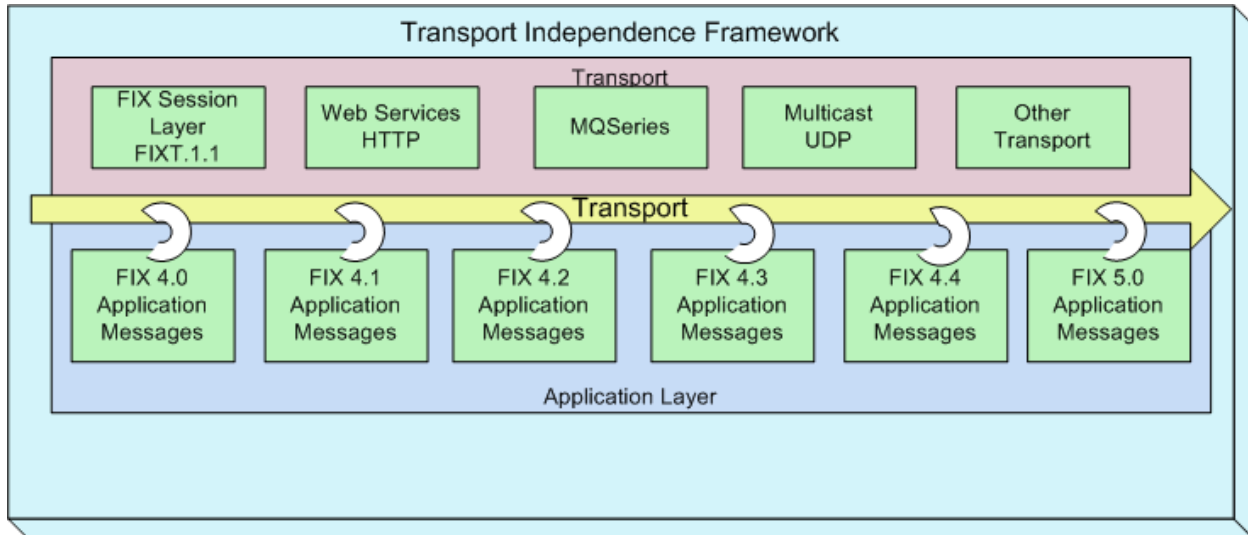 Transport Independence Framework
Transport
FIX Session
Layer
FIXT.1.1
Web Services
HTTP
MQSeries
Multicast
UDP
Other
Transport
Transport
FIX 4.0
Application
Messages
FIX 4.1
Application
Messages
FIX 4.2
Application
Messages
FIX 4.3
Application
Messages
FIX 4.4
Application
Messages
FIX 5.0
Application
Messages
Application Layer